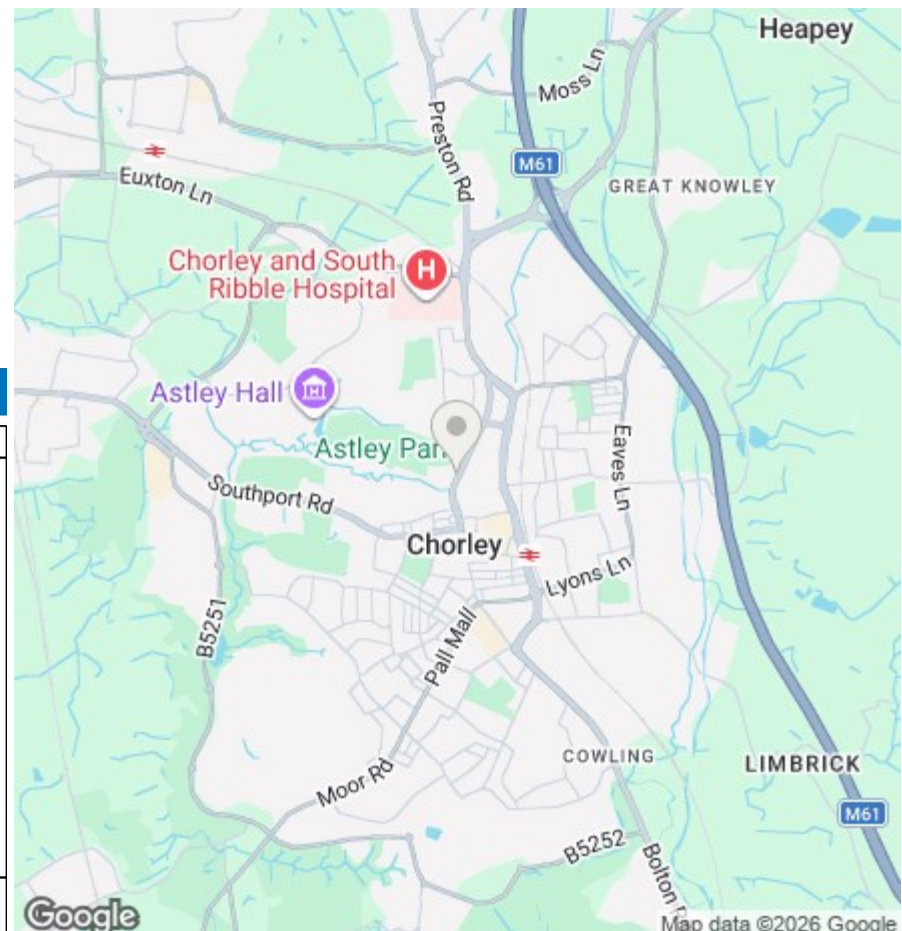 Heapey
Moss Ln
Preston Rd
M61
GREAT KNOWLEY
Euxton Ln
Chorley and South
Ribble Hospital
H
Astley Hall
Astley Par
Eaves Ln
Southport Rd
Chorley
Lyons Ln
B5251
Pall Mall
COWLING
LIMBRICK
Moor Rd
M61
B5252
Bolton R
Google
Map data ©2026 Google